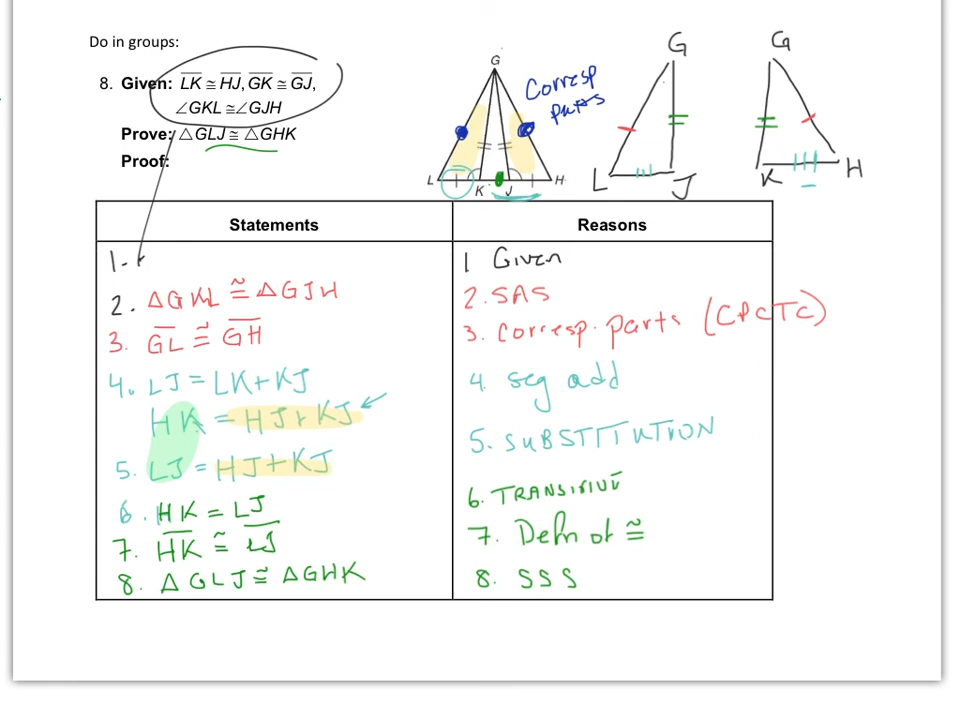 Do in groups:
8. Given: LK ≅ HJ, GK ≅ GJ,
∠GKL ≅ ∠GJH
Prove: △GLJ ≅ △GHK
Proof:
G
Corresp
parts
L K J H
G
L J
G
K H
Statements Reasons
1- 1 Given
2. △GKL ≅ △GJH 2. SAS
3. GL ≅ GH 3. Corresp. parts (CPCTC)
4. LJ = LK + KJ 4. seg add
HK = HJ + KJ
5. LJ = HJ + KJ 5. SUBSTITUTION
6. HK = LJ 6. TRANSITIVE
7. HK ≅ LJ 7. Defn of ≅
8. △GLJ ≅ △GHK 8. SSS